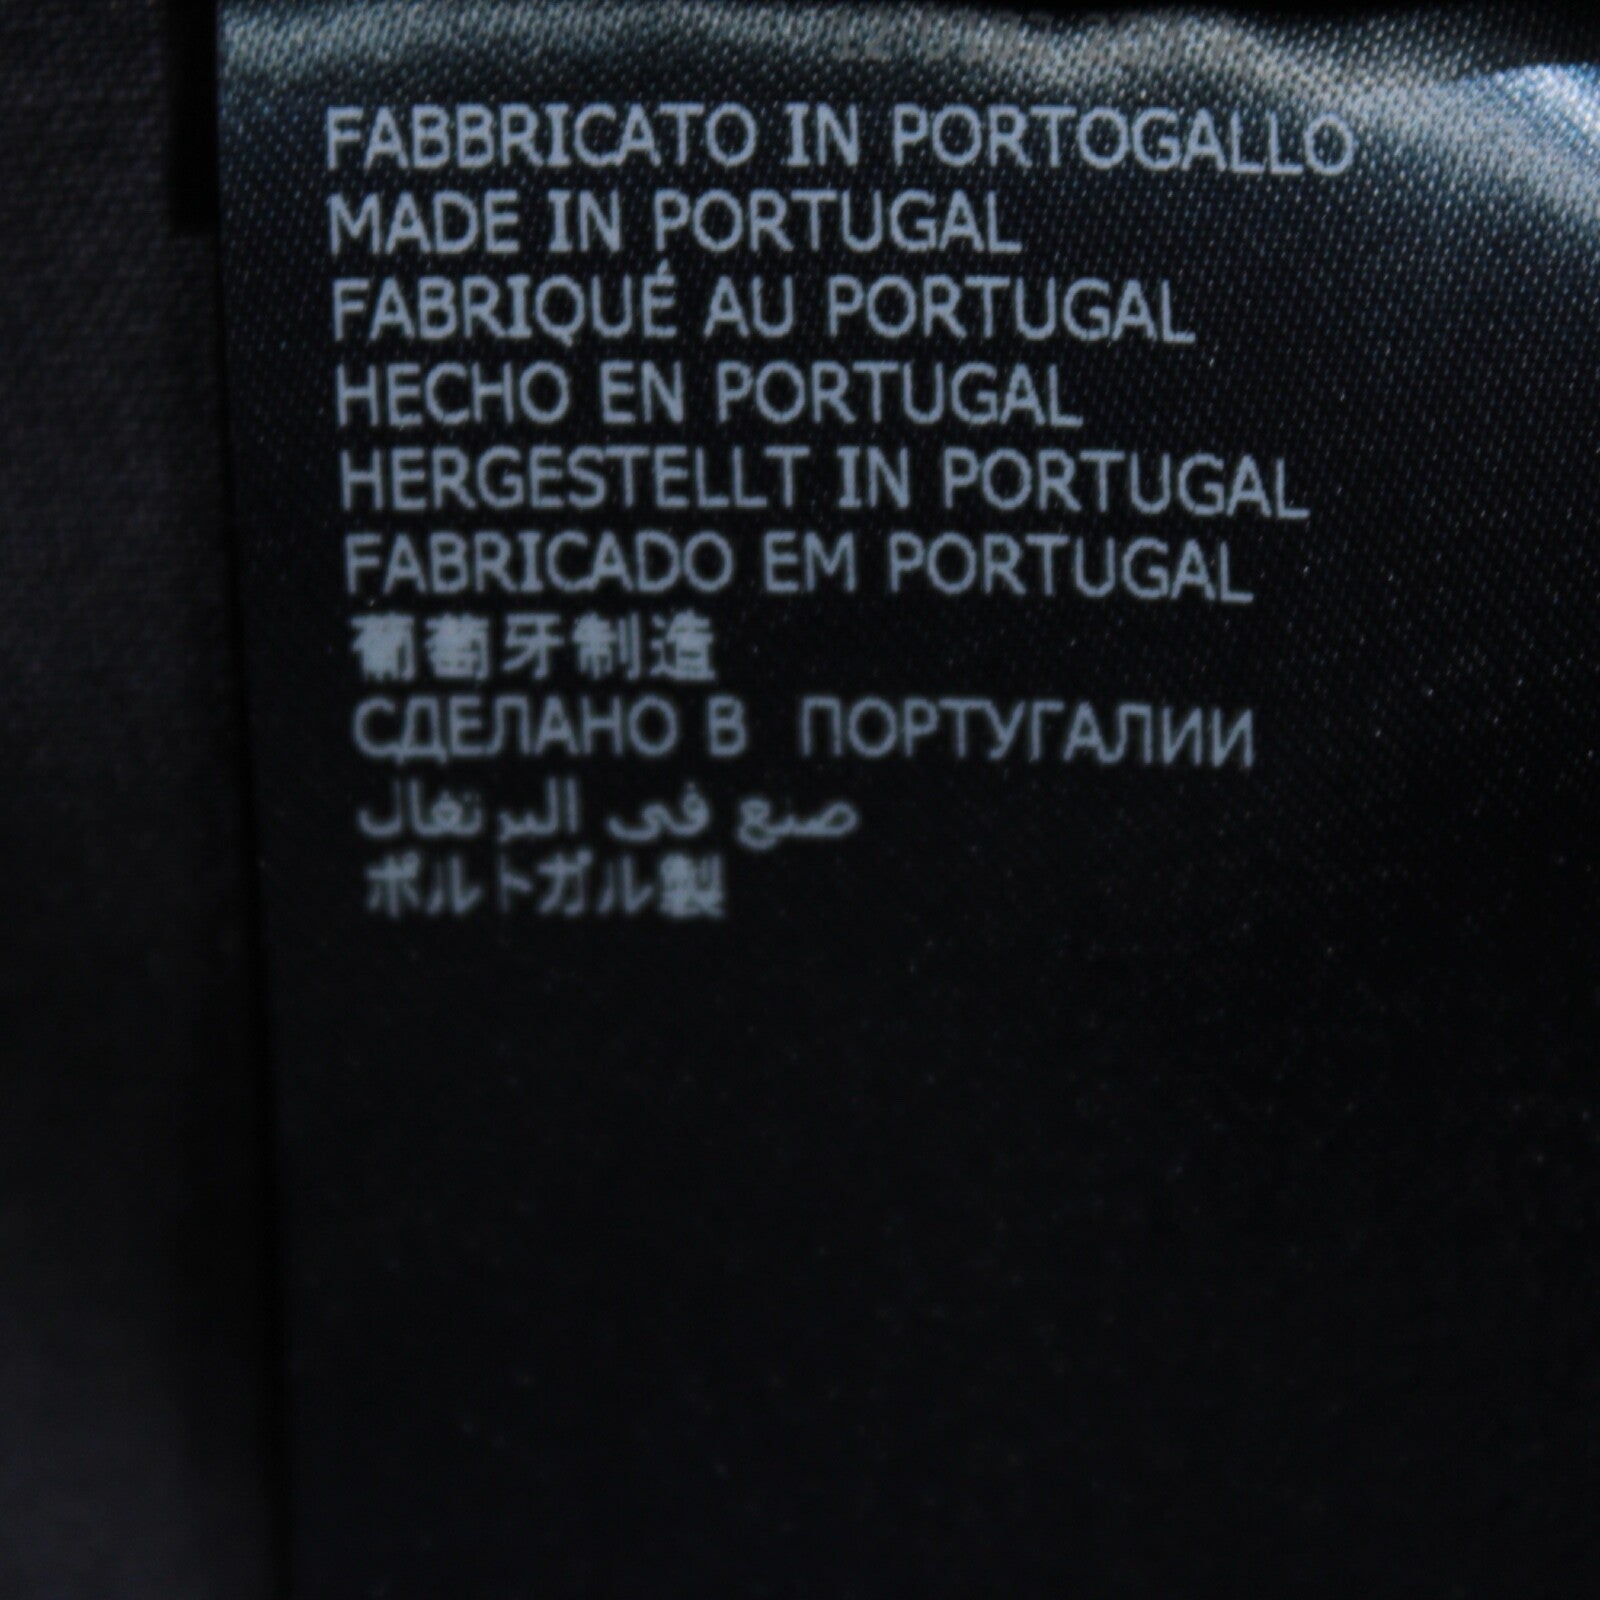 FABBRICATO IN PORTOGALLO
MADE IN PORTUGAL
FABRIQUÉ AU PORTUGAL
HECHO EN PORTUGAL
HERGESTELLT IN PORTUGAL
FABRICADO EM PORTUGAL
葡萄牙制造
СДЕЛАНО В ПОРТУГАЛИИ
صنع فى البرتغال
ポルトガル製